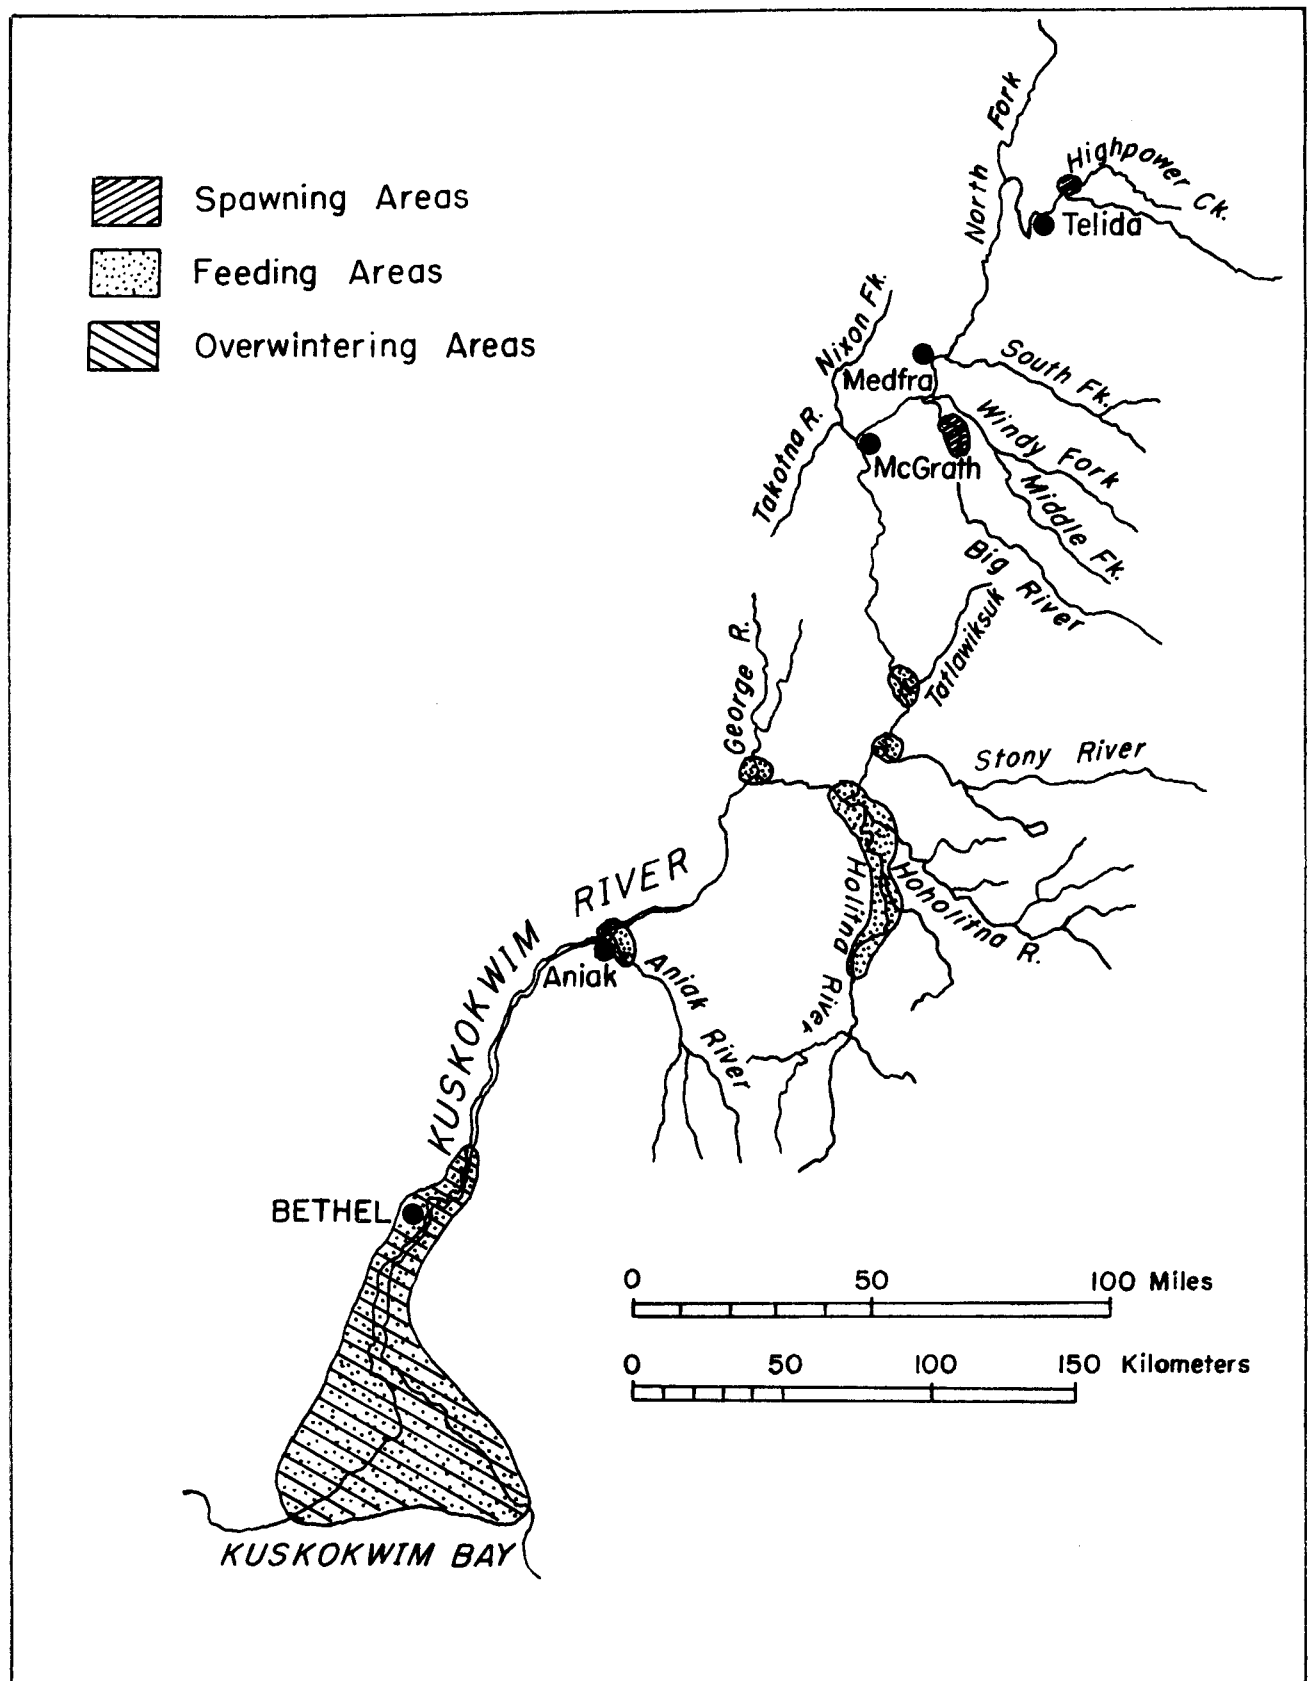 North Fork
Highpower Ck.
Spawning Areas
Telida
Feeding Areas
Nixon Fk.
Overwintering Areas
South Fk.
Medfra
Takotna R.
Windy Fork
McGrath
Middle Fk.
Big River
Tatlawiksuk
George R.
Stony River
KUSKOKWIM RIVER
Holitna River
Hoholitna R.
Aniak
Aniak River
BETHEL
0 50 100 Miles
0 50 100 150 Kilometers
KUSKOKWIM BAY